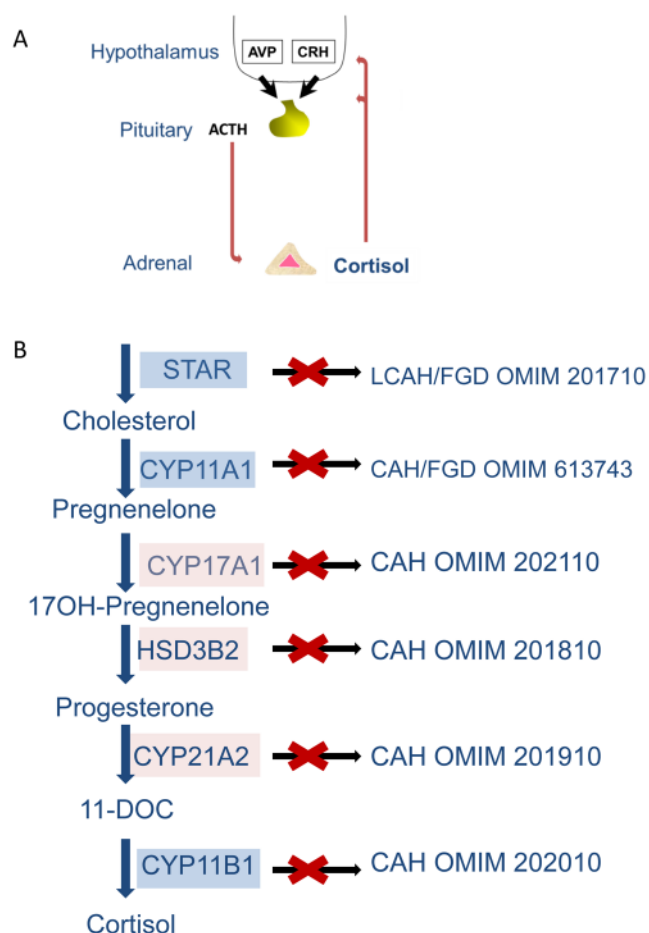 A
Hypothalamus AVP CRH
Pituitary ACTH
Adrenal Cortisol
B
STAR LCAH/FGD OMIM 201710
Cholesterol
CYP11A1 CAH/FGD OMIM 613743
Pregnenelone
CYP17A1 CAH OMIM 202110
17OH-Pregnenelone
HSD3B2 CAH OMIM 201810
Progesterone
CYP21A2 CAH OMIM 201910
11-DOC
CYP11B1 CAH OMIM 202010
Cortisol